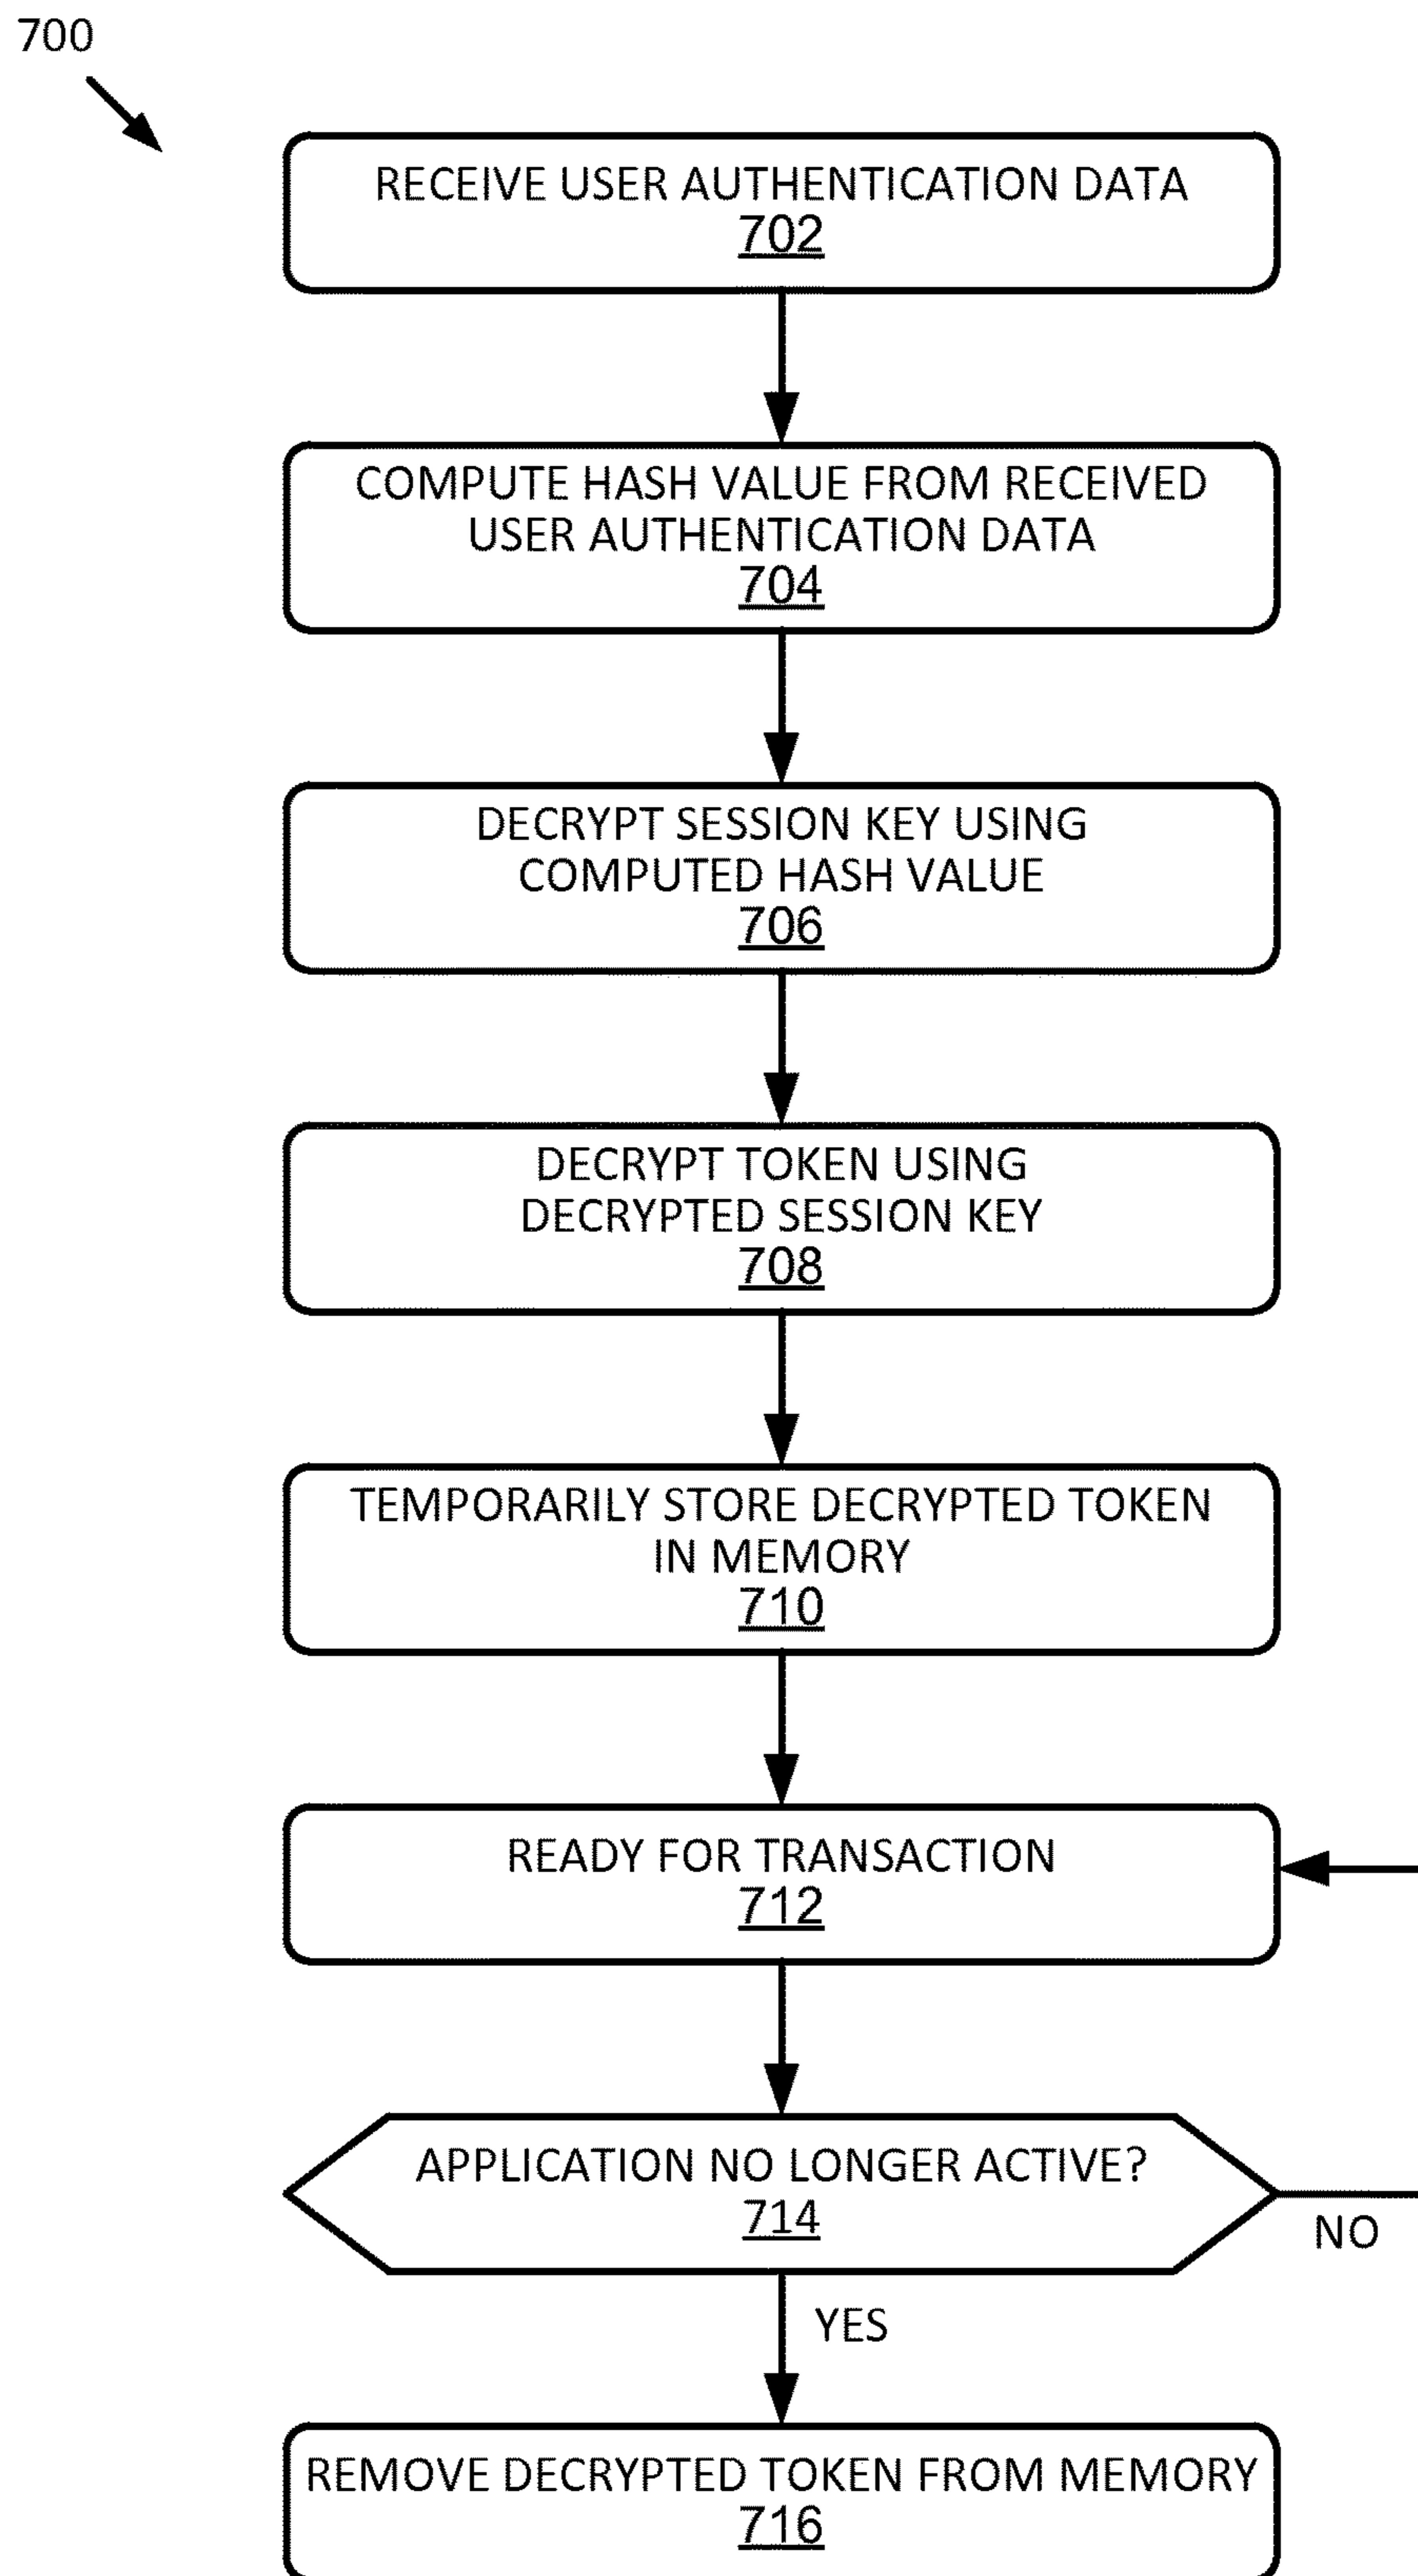 700
RECEIVE USER AUTHENTICATION DATA
702
COMPUTE HASH VALUE FROM RECEIVED
USER AUTHENTICATION DATA
704
DECRYPT SESSION KEY USING
COMPUTED HASH VALUE
706
DECRYPT TOKEN USING
DECRYPTED SESSION KEY
708
TEMPORARILY STORE DECRYPTED TOKEN
IN MEMORY
710
READY FOR TRANSACTION
712
APPLICATION NO LONGER ACTIVE?
714
NO
YES
REMOVE DECRYPTED TOKEN FROM MEMORY
716